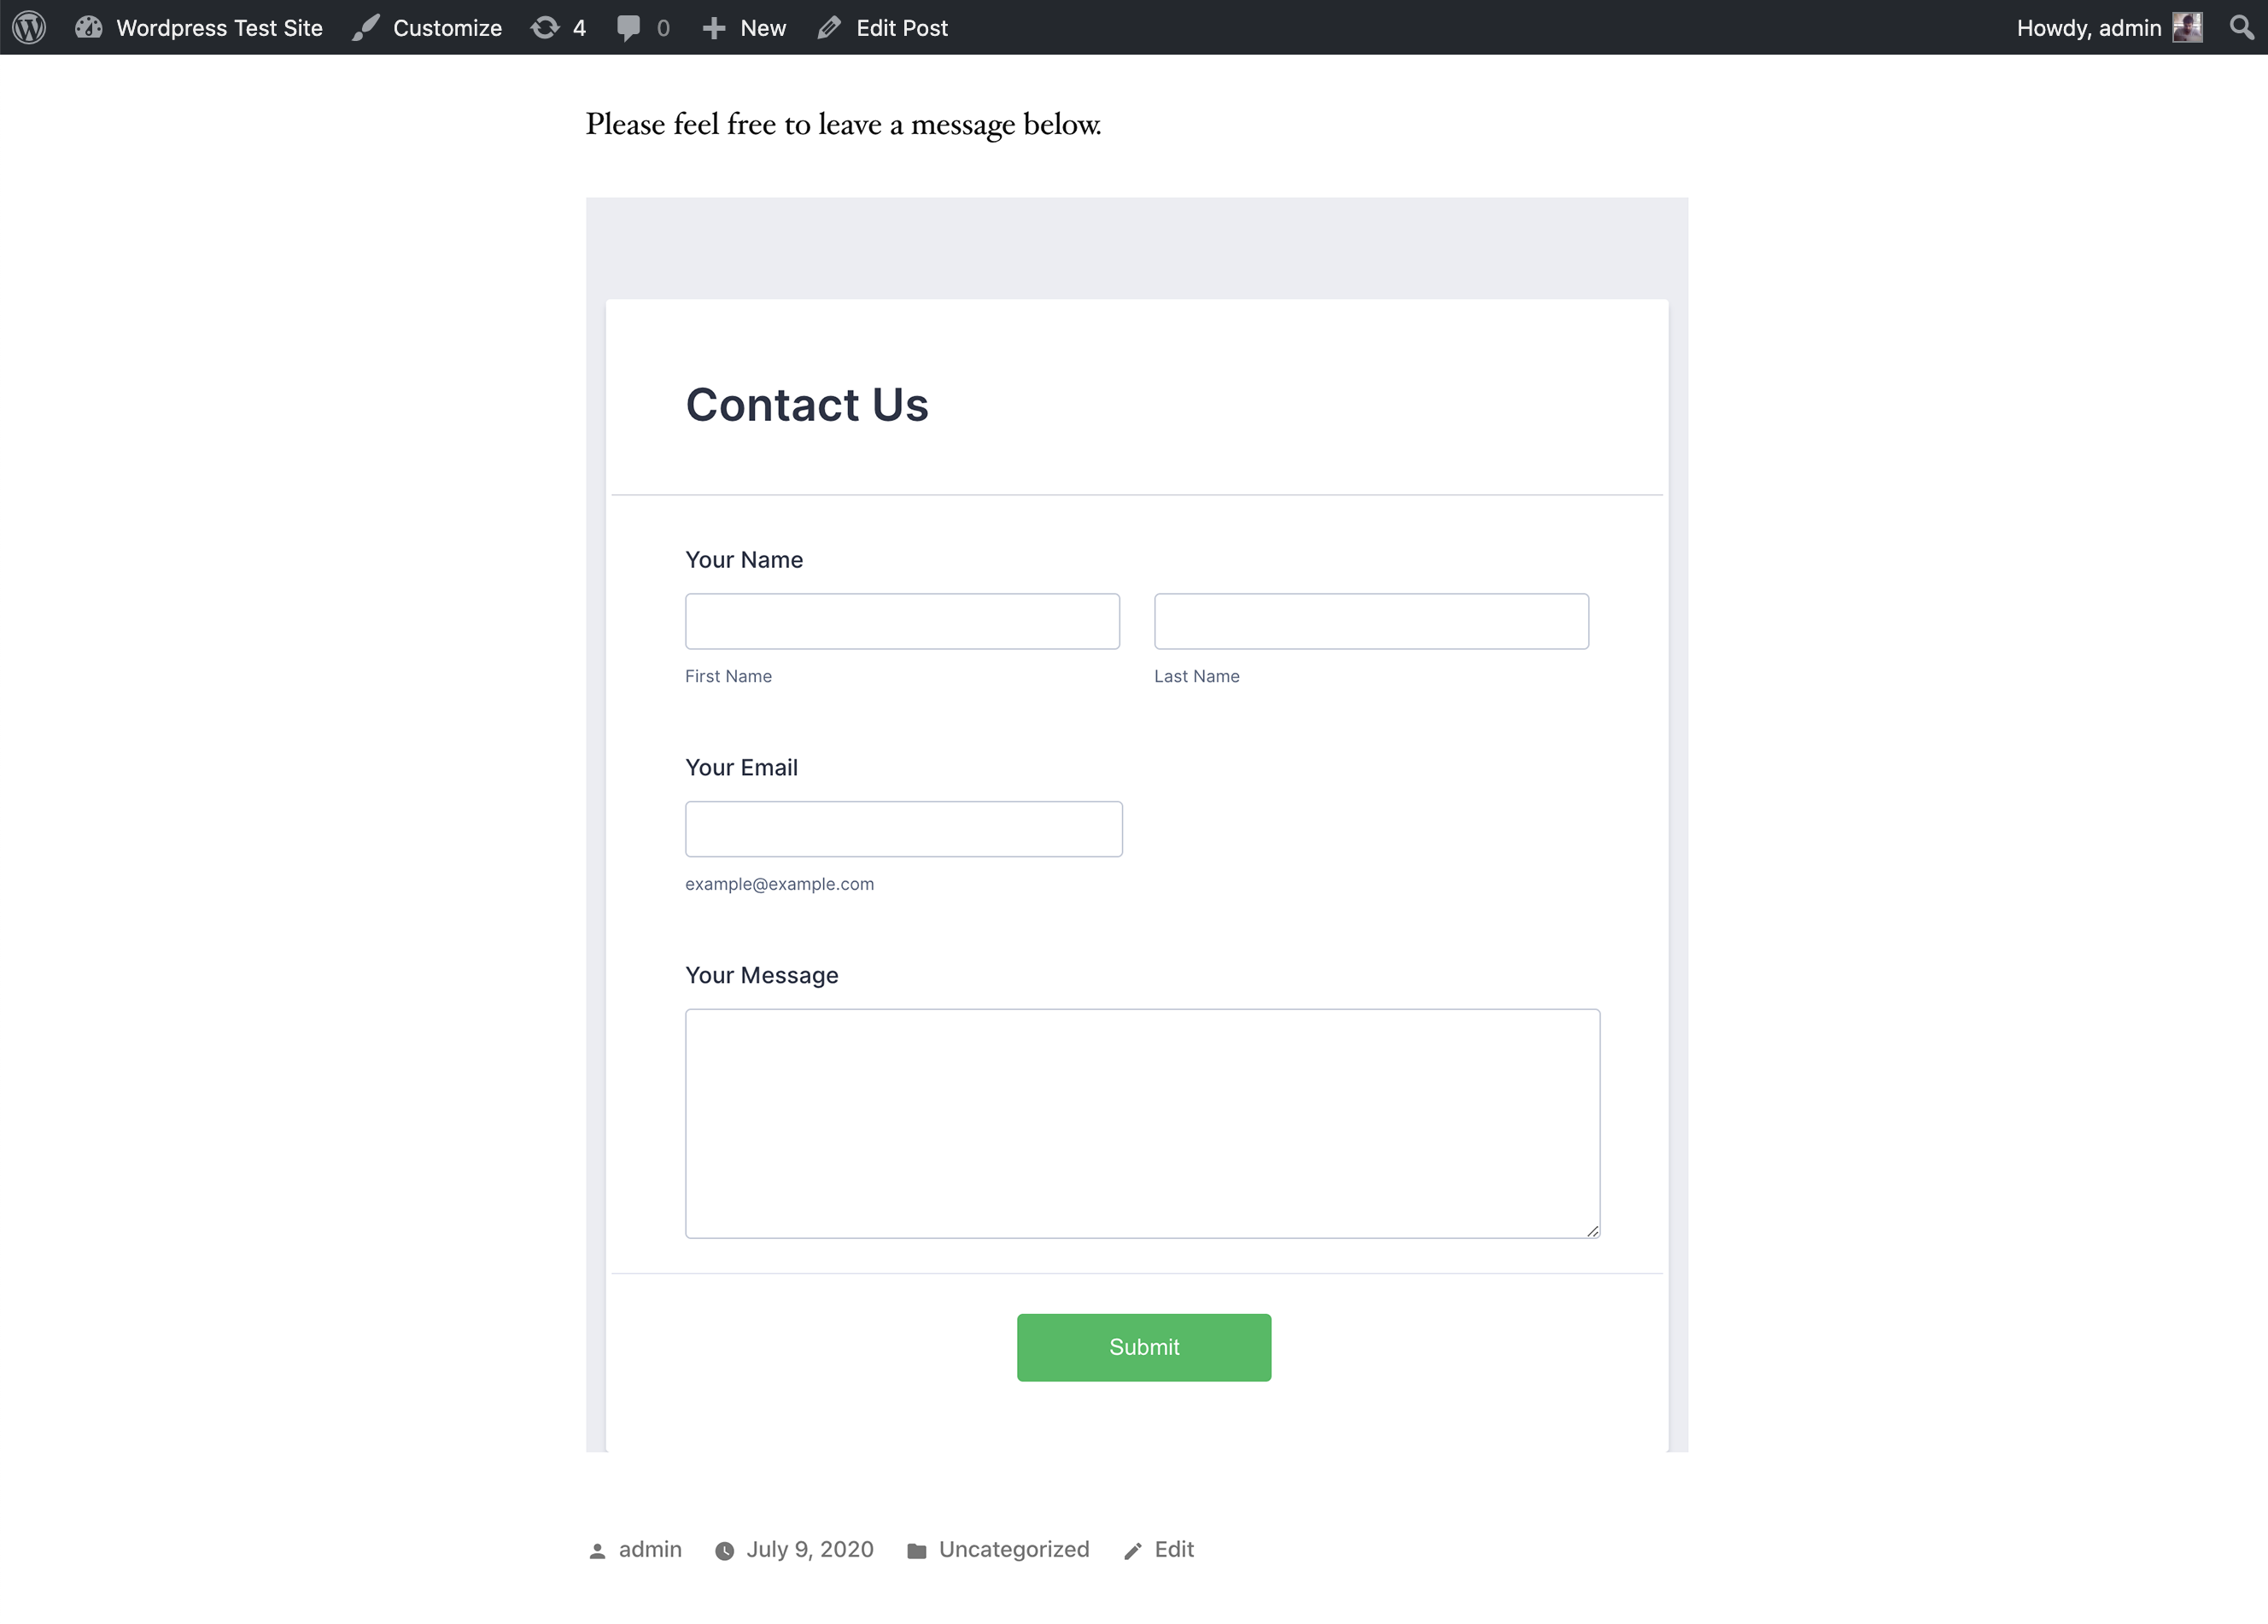 Wordpress Test Site Customize 4 0 New Edit Post Howdy, admin
Please feel free to leave a message below.
Contact Us
Your Name
First Name Last Name
Your Email
example@example.com
Your Message
Submit
admin July 9, 2020 Uncategorized Edit